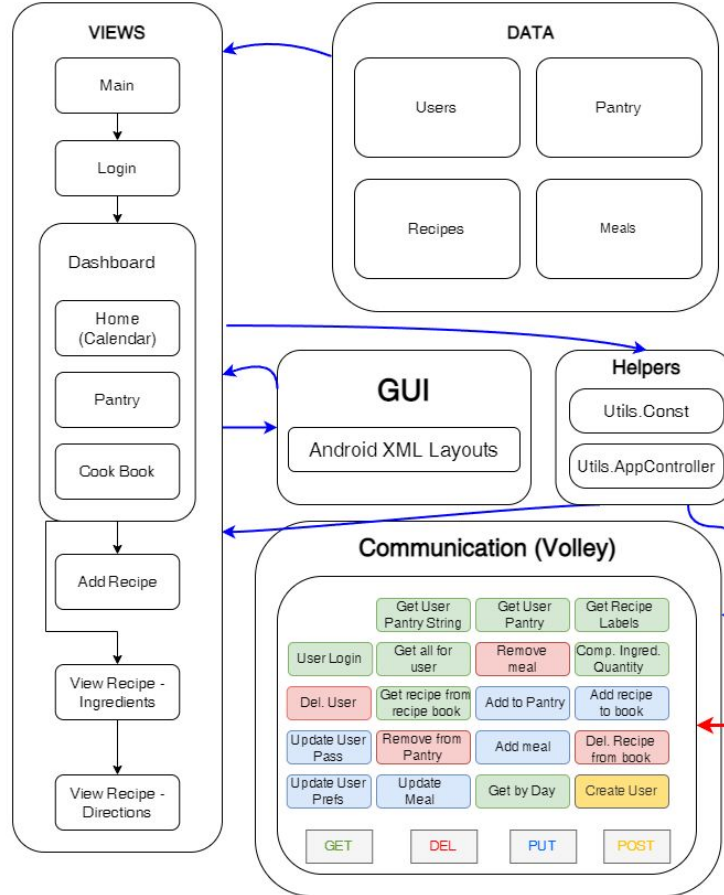 VIEWS
Main
Login
Dashboard
Home
(Calendar)
Pantry
Cook Book
Add Recipe
View Recipe -
Ingredients
View Recipe -
Directions
DATA
Users
Pantry
Recipes
Meals
GUI
Android XML Layouts
Helpers
Utils.Const
Utils.AppController
Communication (Volley)
Get User
Pantry String
Get User
Pantry
Get Recipe
Labels
User Login
Get all for
user
Remove
meal
Comp. Ingred.
Quantity
Del. User
Get recipe from
recipe book
Add to Pantry
Add recipe
to book
Update User
Pass
Remove from
Pantry
Add meal
Del. Recipe
from book
Update User
Prefs
Update
Meal
Get by Day
Create User
GET
DEL
PUT
POST